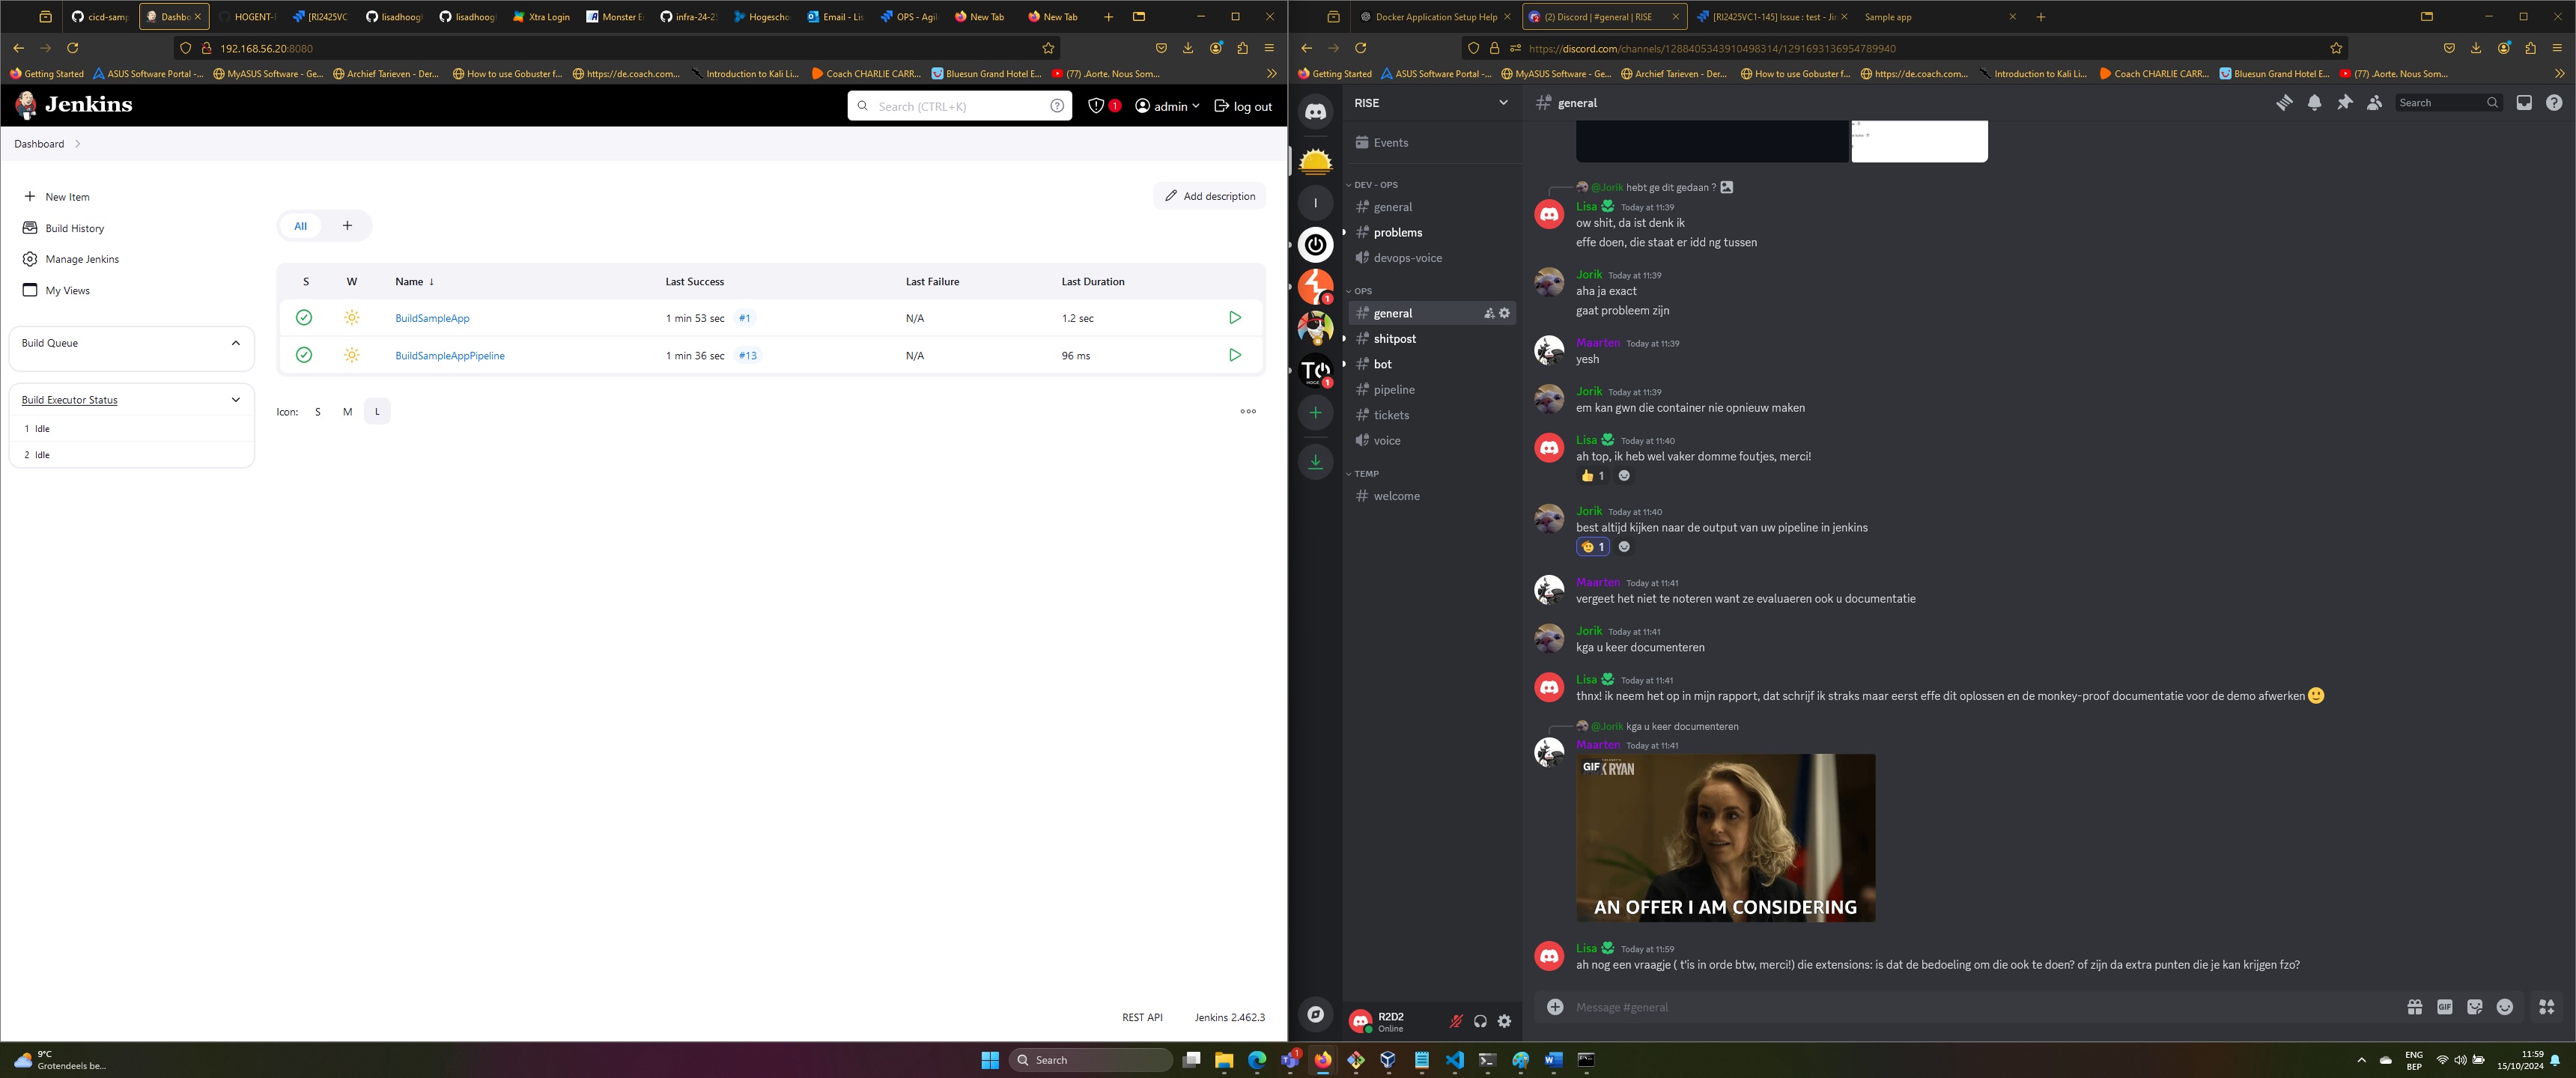 cicd-samp
Dashbo
HOGENT-
[RI2425VC
lisadhoog
lisadhoog
Xtra Login
Monster E
infra-24-2
Hogescho
Email - Lis
OPS - Agil
New Tab
New Tab
192.168.56.20:8080
Getting Started
ASUS Software Portal -...
MyASUS Software - Ge...
Archief Tarieven - Der...
How to use Gobuster f...
https://de.coach.com...
Introduction to Kali Li...
Coach CHARLIE CARR...
Bluesun Grand Hotel E...
(77) .Aorte. Nous Som...
Jenkins
Search (CTRL+K)
1
admin
log out
Dashboard
New Item
Build History
Manage Jenkins
My Views
Build Queue
Build Executor Status
1 Idle
2 Idle
Add description
All
+
S W Name ↓ Last Success Last Failure Last Duration
BuildSampleApp 1 min 53 sec #1 N/A 1.2 sec
BuildSampleAppPipeline 1 min 36 sec #13 N/A 96 ms
Icon: S M L
REST API Jenkins 2.462.3
Docker Application Setup Help
(2) Discord | #general | RISE
[RI2425VC1-145] Issue : test - Ji
Sample app
https://discord.com/channels/1288405343910498314/1291693136954789940
Getting Started
ASUS Software Portal -...
MyASUS Software - Ge...
Archief Tarieven - Der...
How to use Gobuster f...
https://de.coach.com...
Introduction to Kali Li...
Coach CHARLIE CARR...
Bluesun Grand Hotel E...
(77) .Aorte. Nous Som...
I
1
1
RISE
Events
DEV - OPS
general
problems
devops-voice
OPS
general
shitpost
bot
pipeline
tickets
voice
TEMP
welcome
R2D2
Online
general
Search
@Jorik hebt ge dit gedaan ?
Lisa Today at 11:39
ow shit, da ist denk ik
effe doen, die staat er idd ng tussen
Jorik Today at 11:39
aha ja exact
gaat probleem zijn
Maarten Today at 11:39
yesh
Jorik Today at 11:39
em kan gwn die container nie opnieuw maken
Lisa Today at 11:40
ah top, ik heb wel vaker domme foutjes, merci!
👍 1
Jorik Today at 11:40
best altijd kijken naar de output van uw pipeline in jenkins
🫡 1
Maarten Today at 11:41
vergeet het niet te noteren want ze evaluaeren ook u documentatie
Jorik Today at 11:41
kga u keer documenteren
Lisa Today at 11:41
thnx! ik neem het op in mijn rapport, dat schrijf ik straks maar eerst effe dit oplossen en de monkey-proof documentatie voor de demo afwerken 🙂
@Jorik kga u keer documenteren
Maarten Today at 11:41
GIF
K RYAN
AN OFFER I AM CONSIDERING
Lisa Today at 11:59
ah nog een vraagje ( t'is in orde btw, merci!) die extensions: is dat de bedoeling om die ook te doen? of zijn da extra punten die je kan krijgen fzo?
Message #general
GIF
9°C
Grotendeels be...
Search
1
ENG
BEP
11:59
15/10/2024